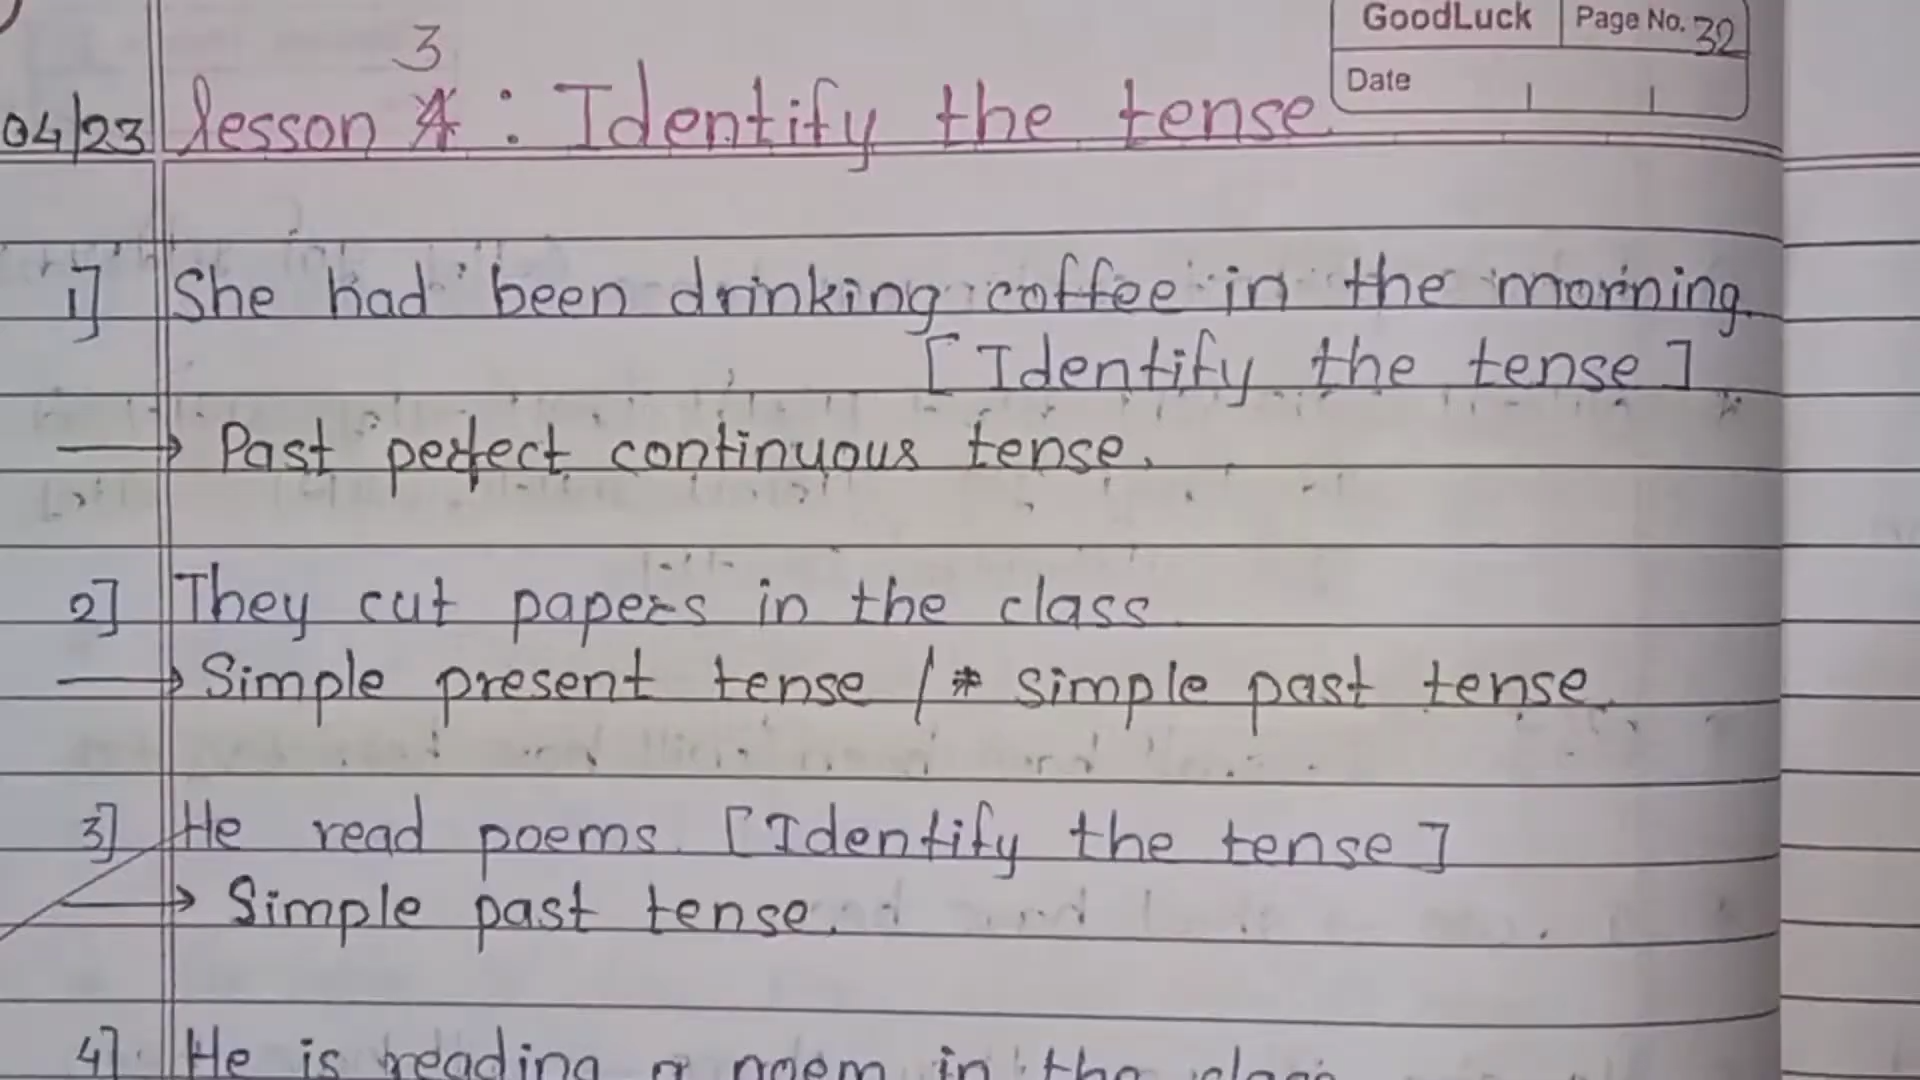 GoodLuck Page No. 32
Date
3
04/23 lesson 4 : Identify the tense
1] She had been drinking coffee in the morning.
[Identify the tense]
→ Past perfect continuous tense.
2] They cut papers in the class
→ Simple present tense / * simple past tense.
3] He read poems. [Identify the tense]
→ Simple past tense.
4] He is reading a poem in the class